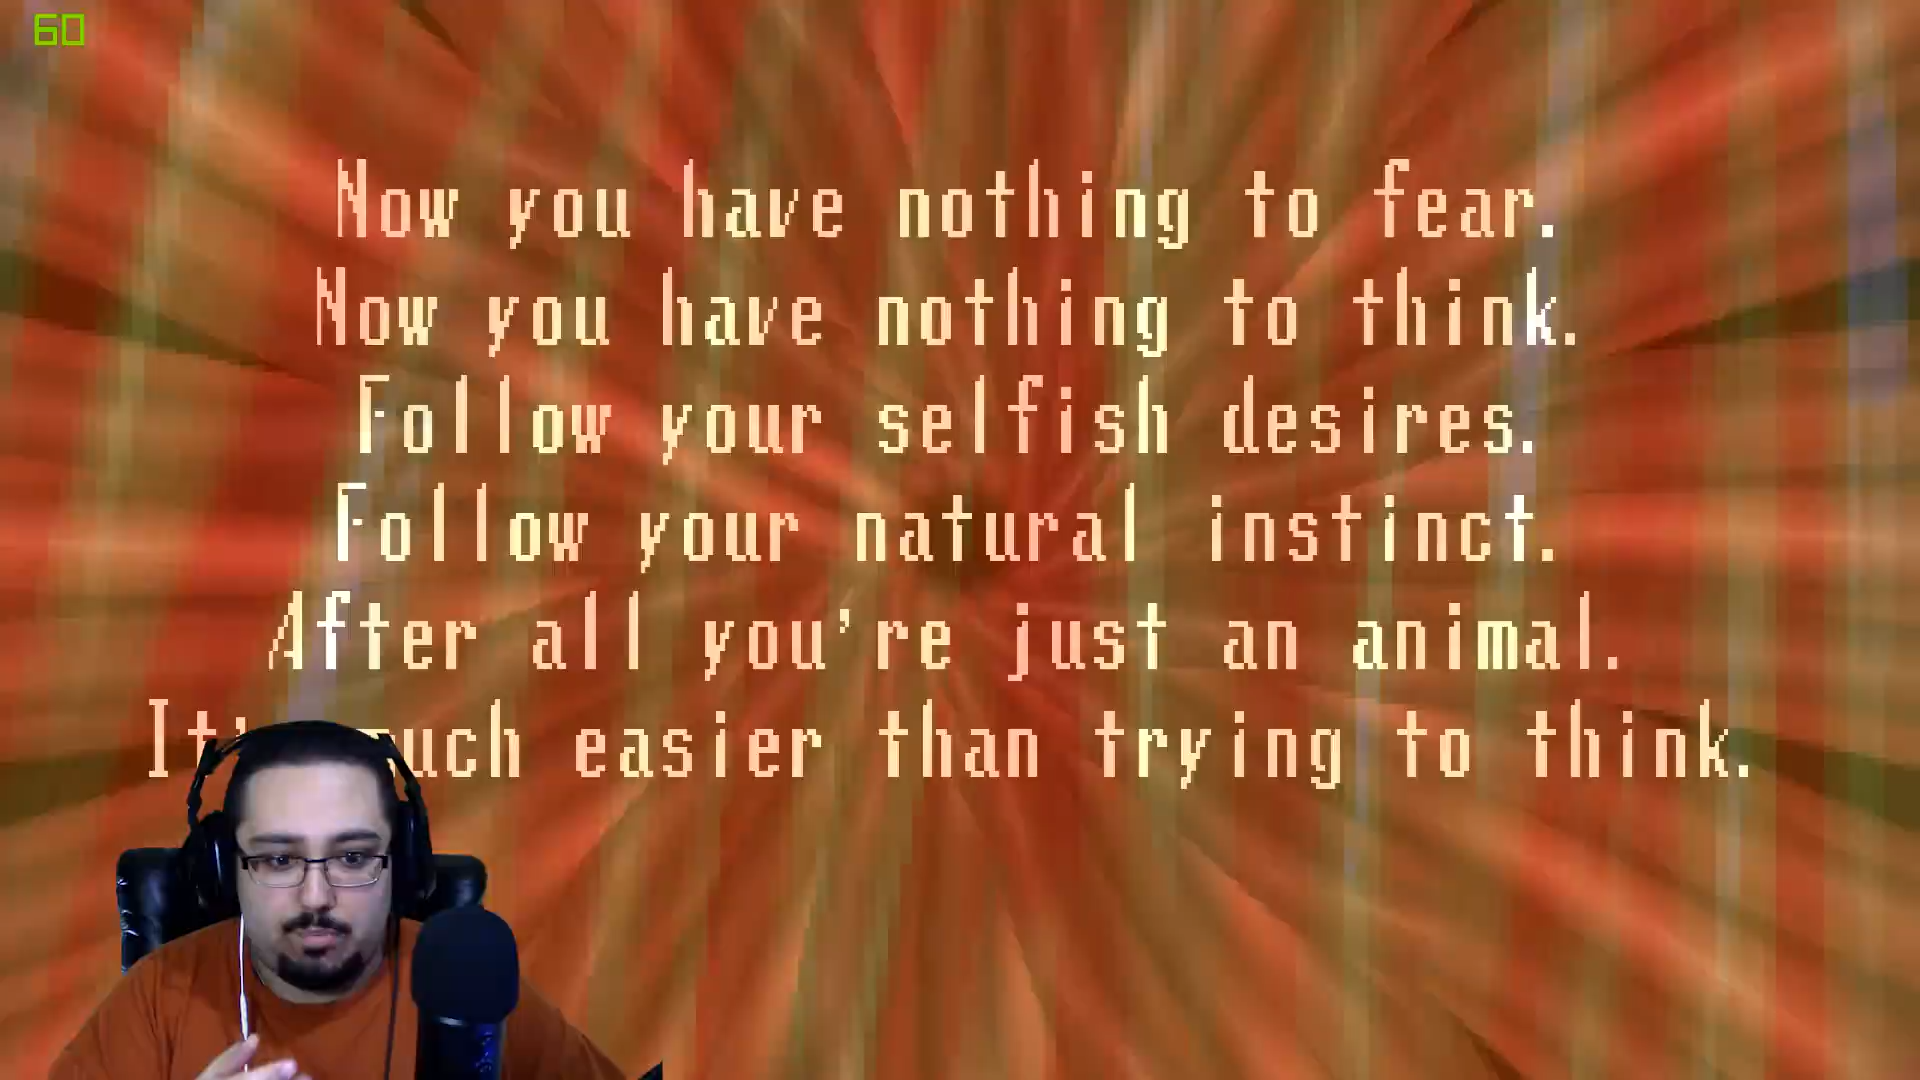 60
Now you have nothing to fear.
Now you have nothing to think.
Follow your selfish desires.
Follow your natural instinct.
After all you're just an animal.
easier than trying to think.